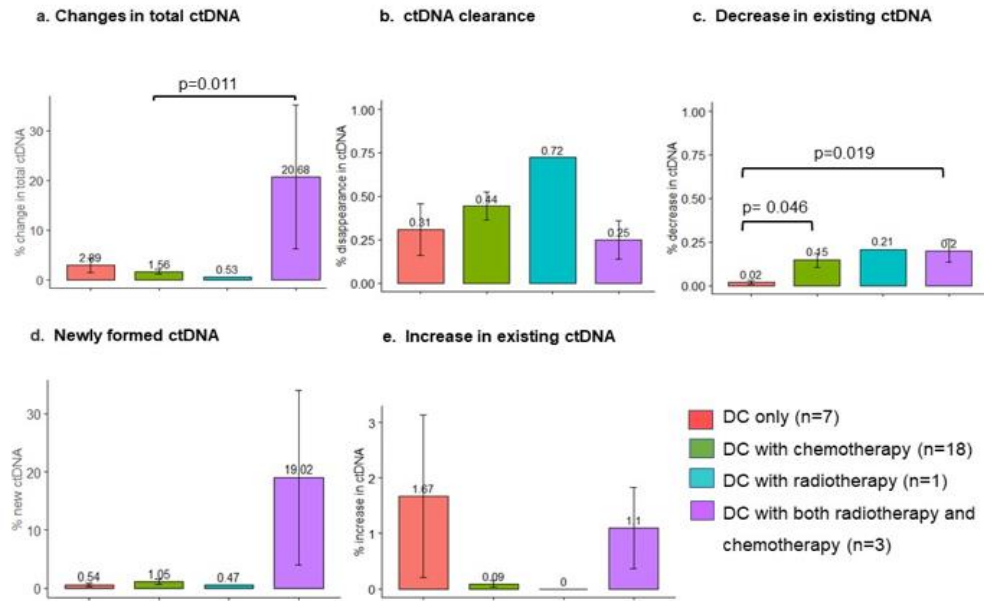 a. Changes in total ctDNA
b. ctDNA clearance
c. Decrease in existing ctDNA
p=0.011
% change in total ctDNA
30
20
10
0
2.89
1.56
0.53
20.68
% disappearance in ctDNA
1.00
0.75
0.50
0.25
0.00
0.31
0.44
0.72
0.25
p=0.019
p= 0.046
% decrease in ctDNA
1.00
0.75
0.50
0.25
0.00
0.02
0.15
0.21
0.2
d. Newly formed ctDNA
e. Increase in existing ctDNA
% new ctDNA
30
20
10
0
0.54
1.05
0.47
19.02
% increase in ctDNA
3
2
1
0
1.67
0.09
0
1.1
DC only (n=7)
DC with chemotherapy (n=18)
DC with radiotherapy (n=1)
DC with both radiotherapy and
chemotherapy (n=3)